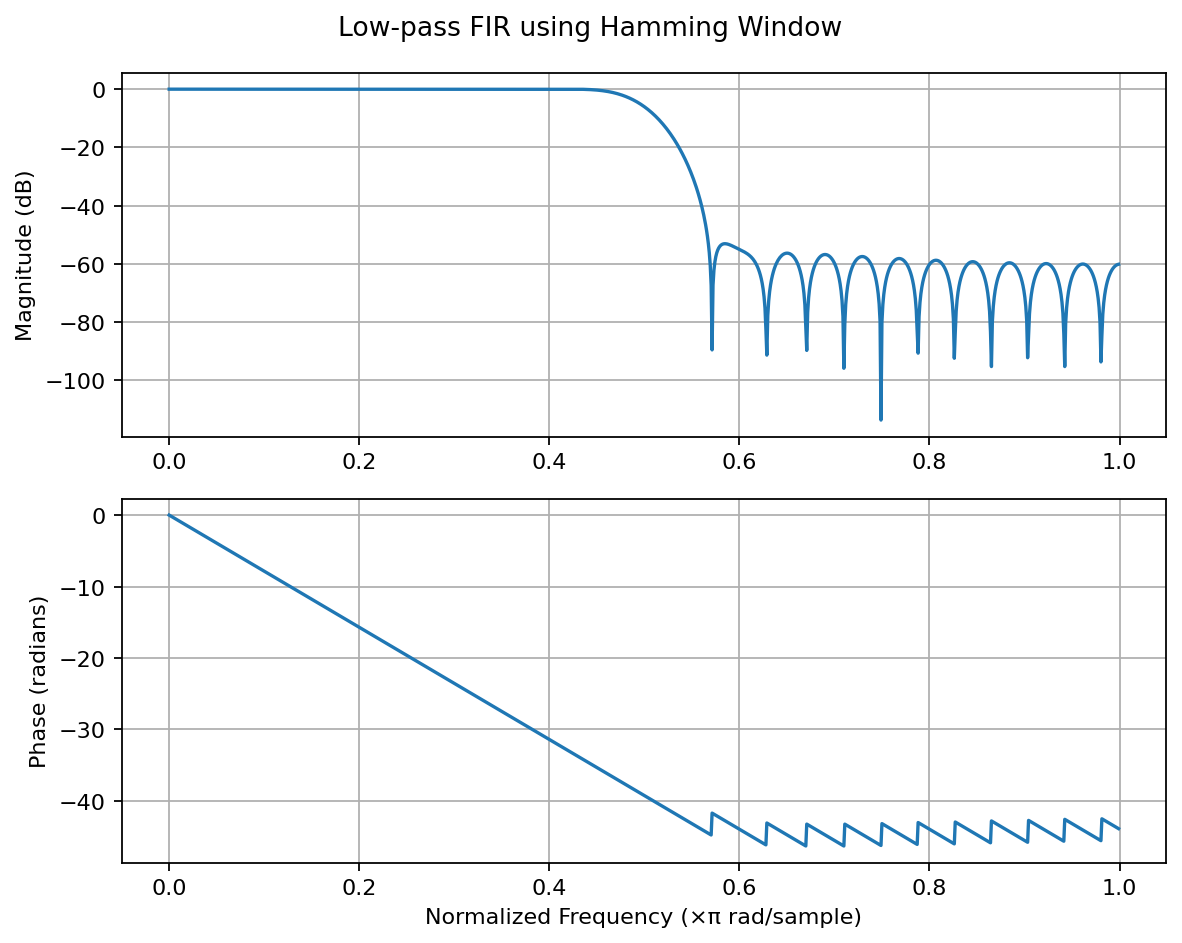 Low-pass FIR using Hamming Window
Magnitude (dB)
0
−20
−40
−60
−80
−100
0.0 0.2 0.4 0.6 0.8 1.0
Phase (radians)
0
−10
−20
−30
−40
0.0 0.2 0.4 0.6 0.8 1.0
Normalized Frequency (×π rad/sample)